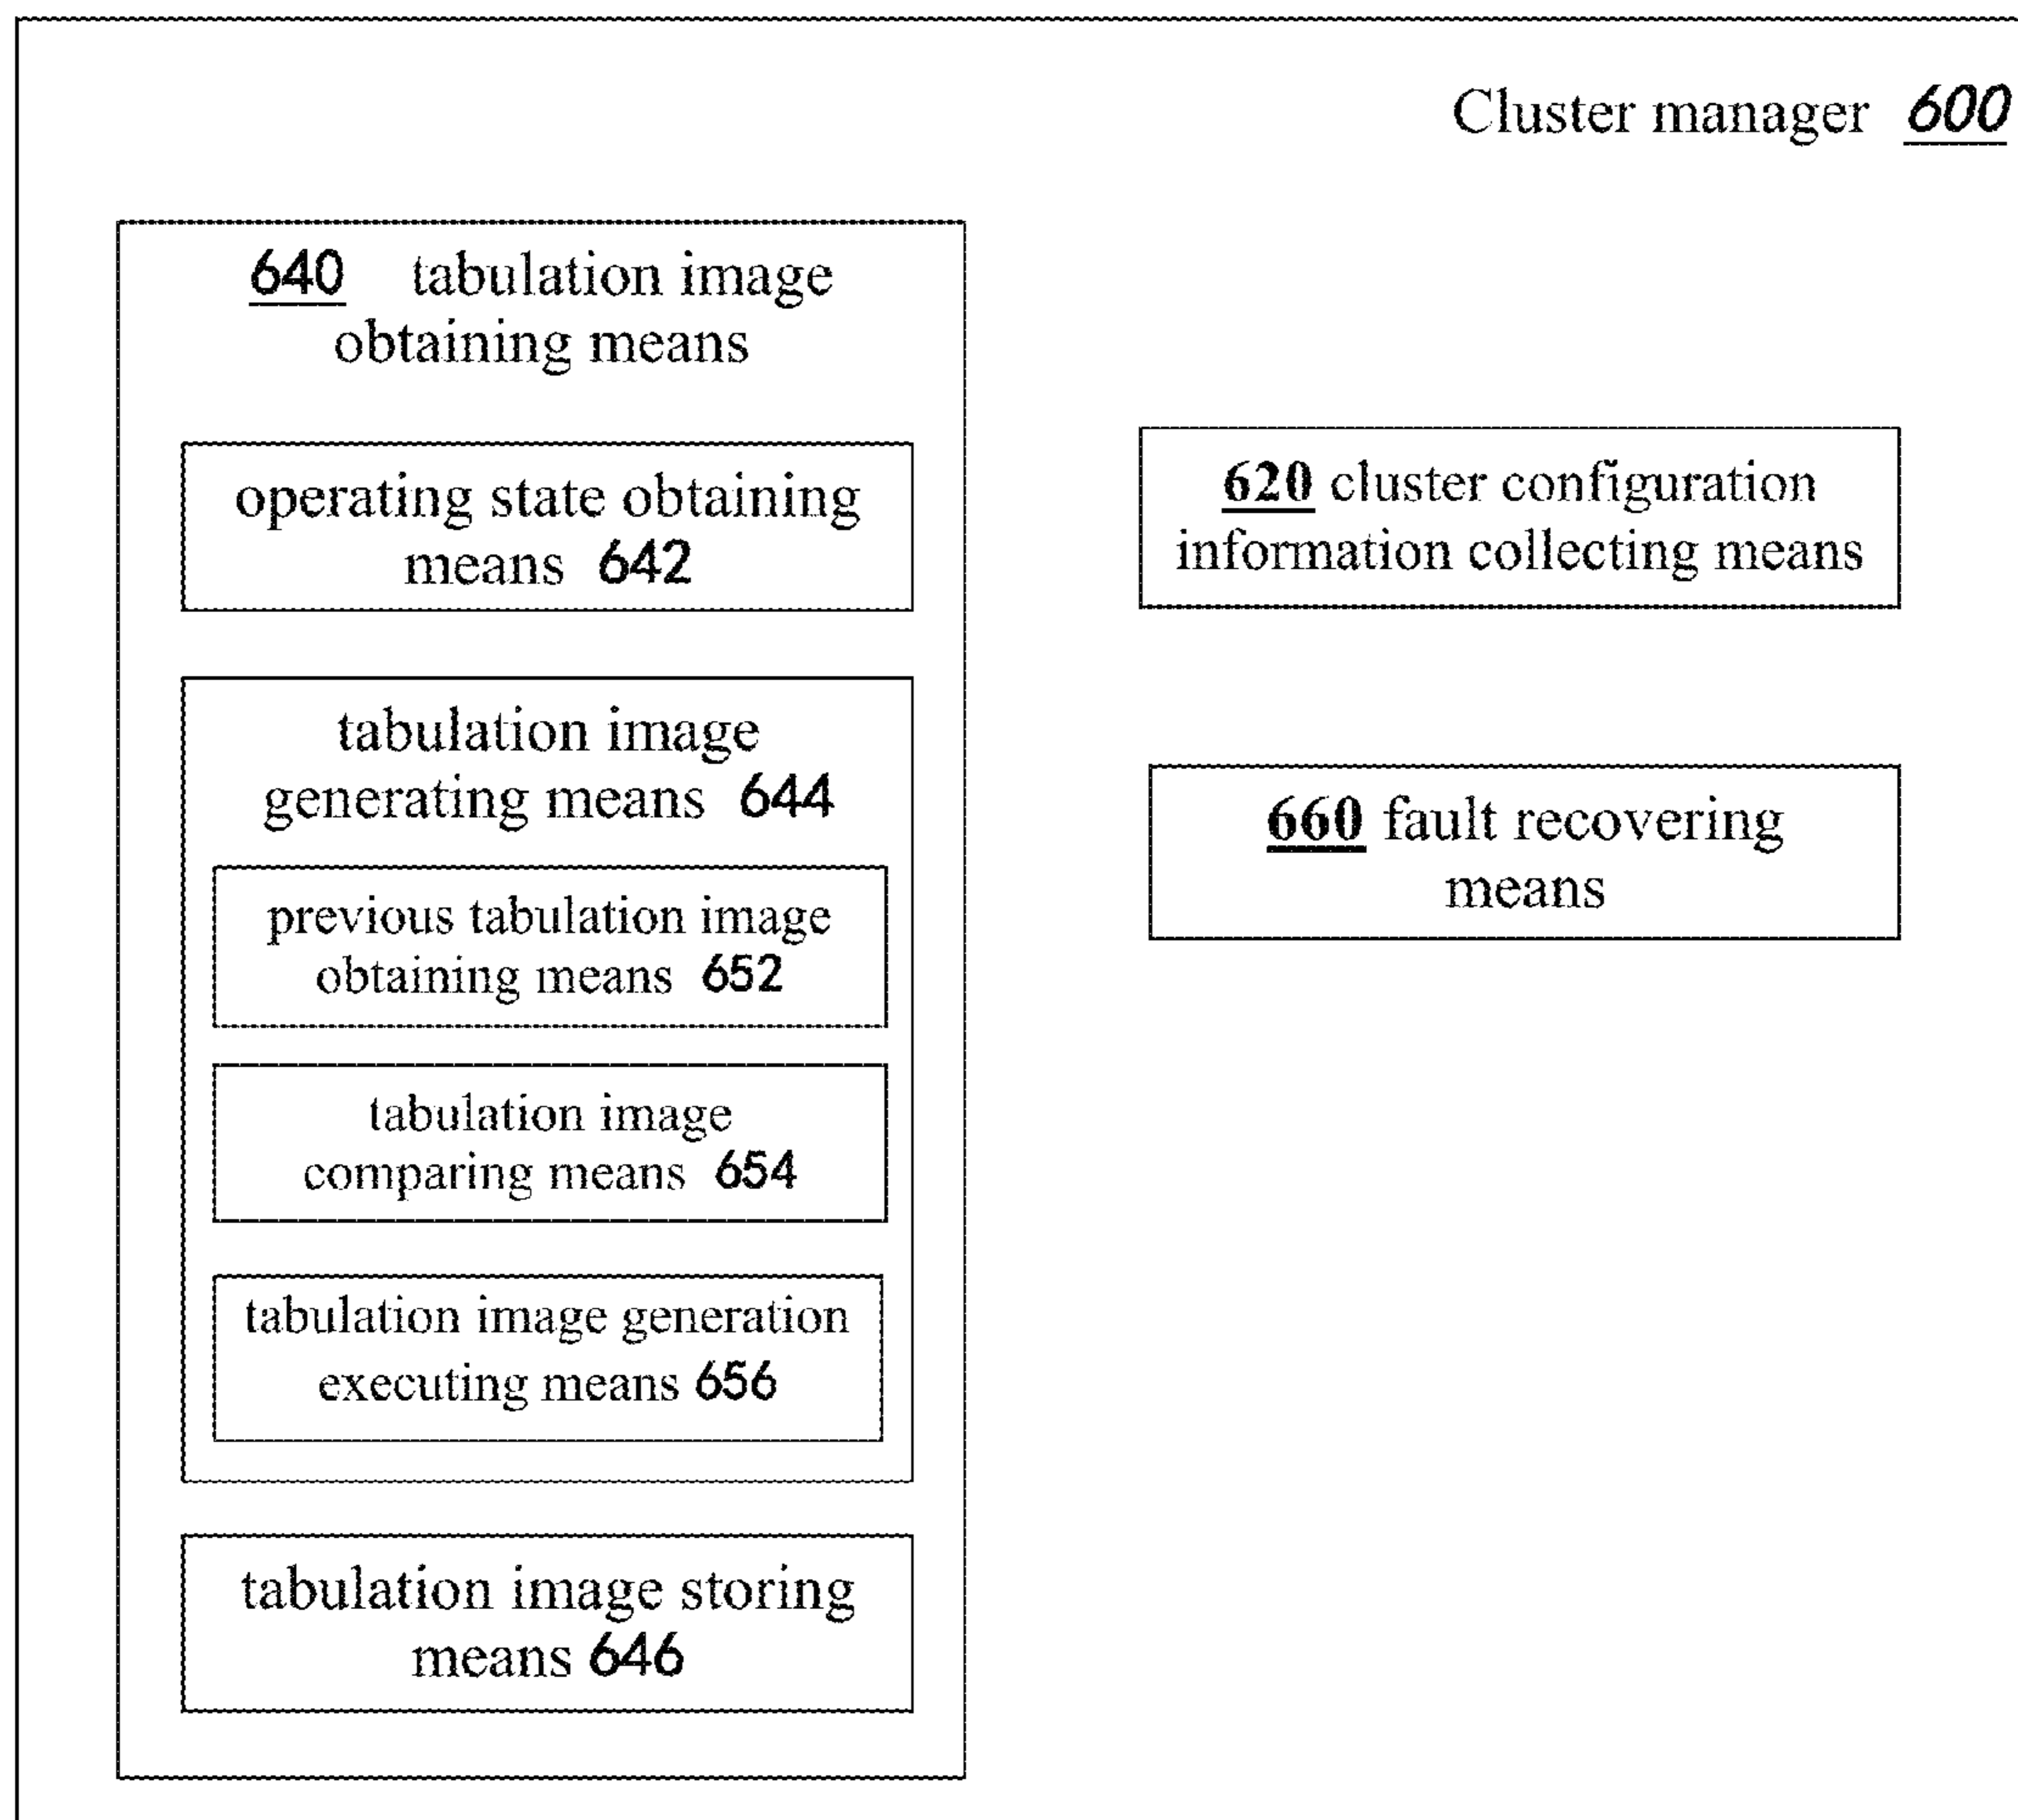 Cluster manager 600
640 tabulation image
obtaining means
operating state obtaining
means 642
tabulation image
generating means 644
previous tabulation image
obtaining means 652
tabulation image
comparing means 654
tabulation image generation
executing means 656
tabulation image storing
means 646
620 cluster configuration
information collecting means
660 fault recovering
means